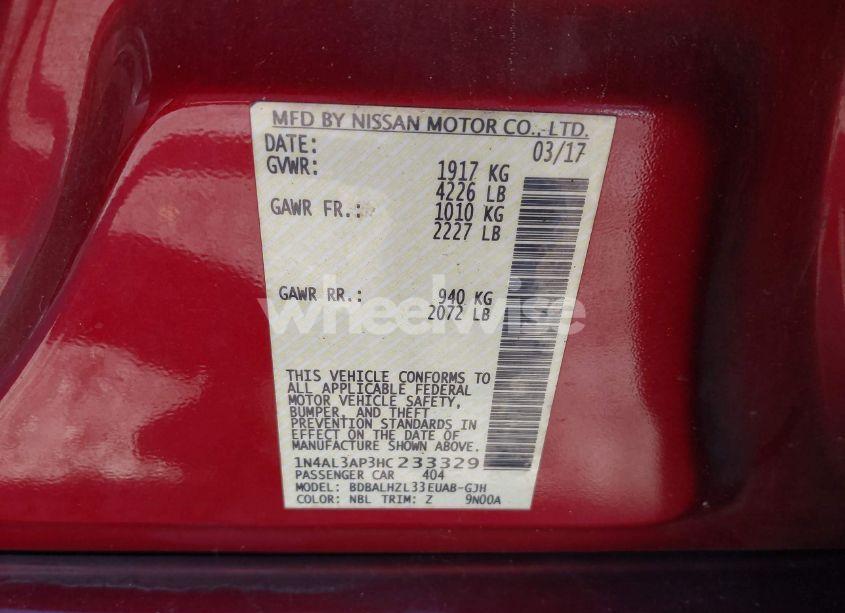 MFD BY NISSAN MOTOR CO., LTD.
DATE: 03/17
GVWR: 1917 KG
4226 LB
GAWR FR.: 1010 KG
2227 LB
GAWR RR.: 940 KG
2072 LB
wheelwise
THIS VEHICLE CONFORMS TO
ALL APPLICABLE FEDERAL
MOTOR VEHICLE SAFETY,
BUMPER, AND THEFT
PREVENTION STANDARDS IN
EFFECT ON THE DATE OF
MANUFACTURE SHOWN ABOVE.
1N4AL3AP3HC233329
PASSENGER CAR 404
MODEL: BDBALHZL33EUAB-GJH
COLOR: NBL TRIM: Z 9N00A